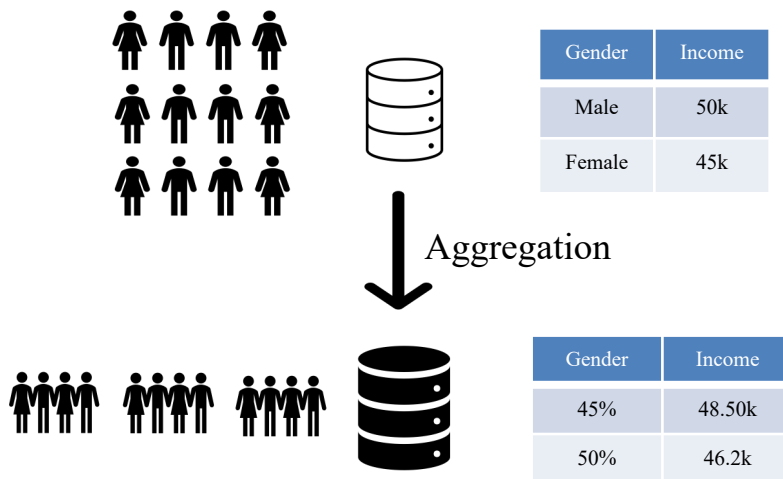 Gender Income
Male 50k
Female 45k
Aggregation
Gender Income
45% 48.50k
50% 46.2k